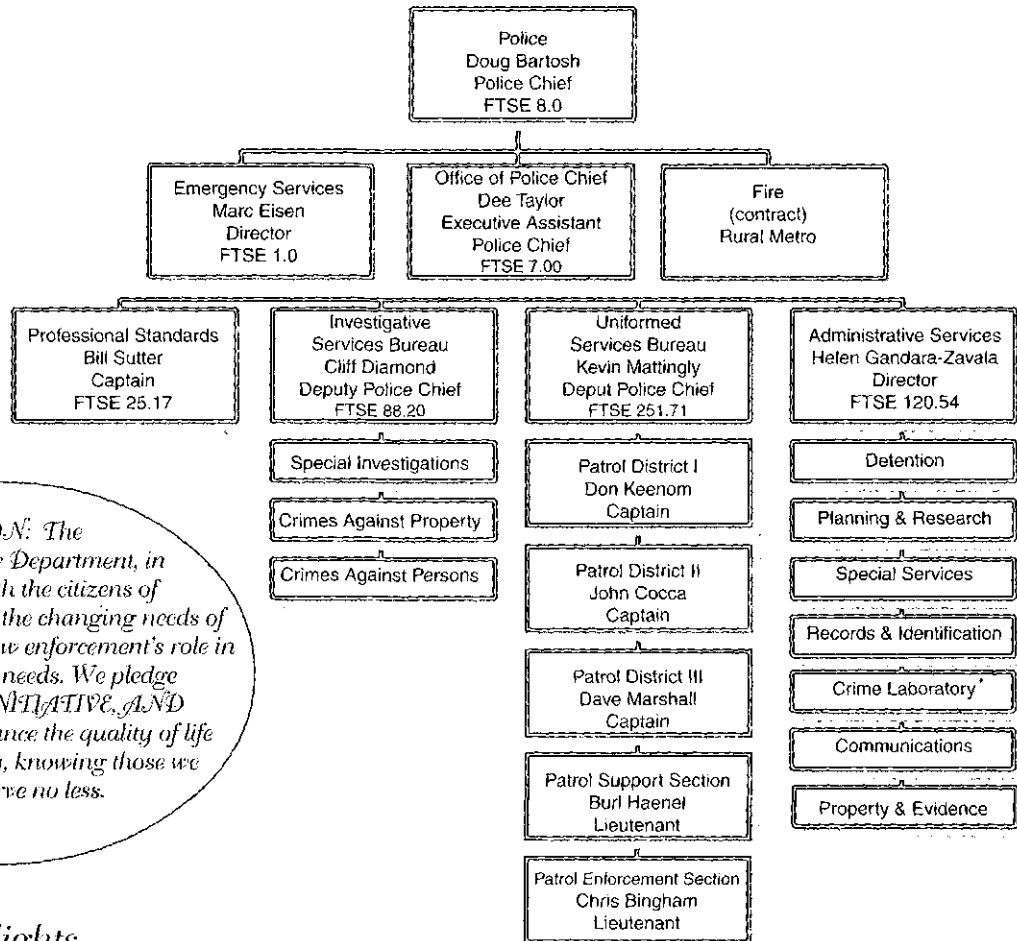 Police
Doug Bartosh
Police Chief
FTSE 8.0
Emergency Services
Marc Eisen
Director
FTSE 1.0
Office of Police Chief
Dee Taylor
Executive Assistant
Police Chief
FTSE 7.00
Fire
(contract)
Rural Metro
Professional Standards
Bill Sutter
Captain
FTSE 25.17
Investigative
Services Bureau
Cliff Diamond
Deputy Police Chief
FTSE 88.20
Special Investigations
Crimes Against Property
Crimes Against Persons
Uniformed
Services Bureau
Kevin Mattingly
Deput Police Chief
FTSE 251.71
Patrol District I
Don Keenom
Captain
Patrol District II
John Cocca
Captain
Patrol District III
Dave Marshall
Captain
Patrol Support Section
Burl Haenel
Lieutenant
Patrol Enforcement Section
Chris Bingham
Lieutenant
Administrative Services
Helen Gandara-Zavala
Director
FTSE 120.54
Detention
Planning & Research
Special Services
Records & Identification
Crime Laboratory
Communications
Property & Evidence
ON: The
Department, in
the citizens of
the changing needs of
enforcement's role in
needs. We pledge
NITIATIVE, AND
the quality of life
knowing those we
no less.